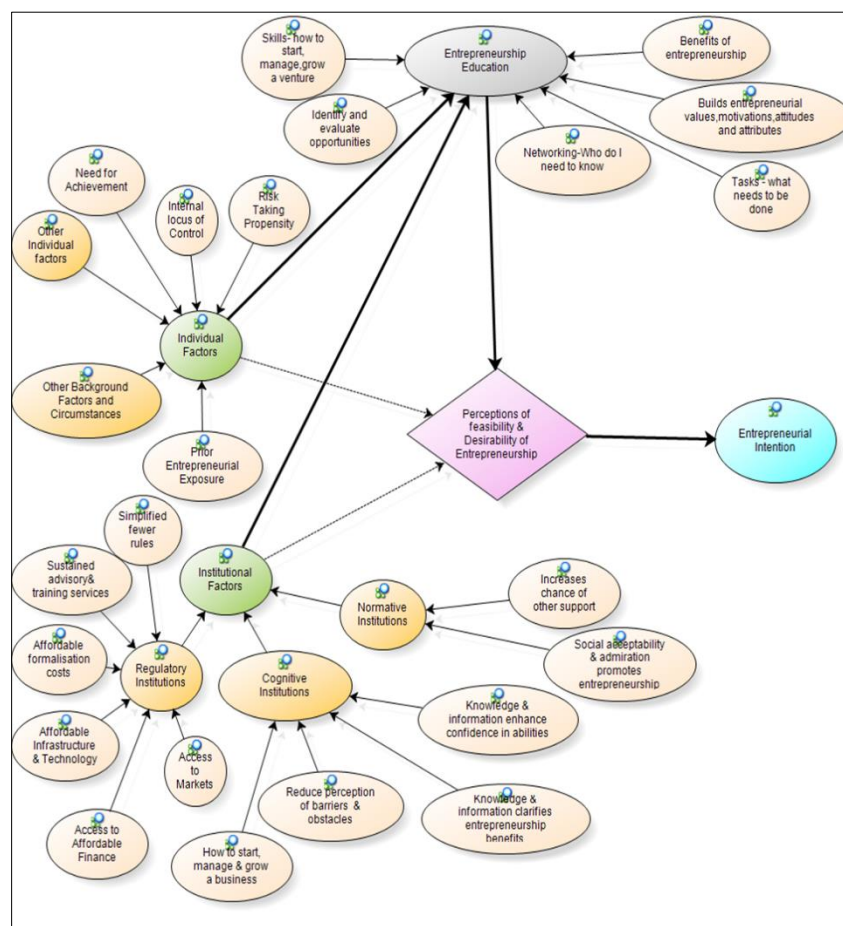 Skills- how to
start,
manage,grow
a venture
Entrepreneurship
Education
Benefits of
entrepreneurship
Identify and
evaluate
opportunities
Builds entrepreneurial
values,motivations,attitudes
and attributes
Networking-Who do I
need to know
Tasks - what
needs to be
done
Need for
Achievement
Internal
locus of
Control
Risk
Taking
Propensity
Other
Individual
factors
Individual
Factors
Other Background
Factors and
Circumstances
Prior
Entrepreneurial
Exposure
Perceptions of
feasibility &
Desirability of
Entrepreneurship
Entrepreneurial
Intention
Simplified
fewer
rules
Sustained
advisory&
training services
Institutional
Factors
Normative
Institutions
Increases
chance of
other support
Social acceptability
& admiration
promotes
entrepreneurship
Affordable
formalisation
costs
Regulatory
Institutions
Cognitive
Institutions
Knowledge &
information enhance
confidence in abilities
Affordable
Infrastructure
& Technology
Access
to
Markets
Reduce perception
of barriers &
obstacles
Knowledge &
information clarifies
entrepreneurship
benefits
Access to
Affordable
Finance
How to start,
manage & grow
a business